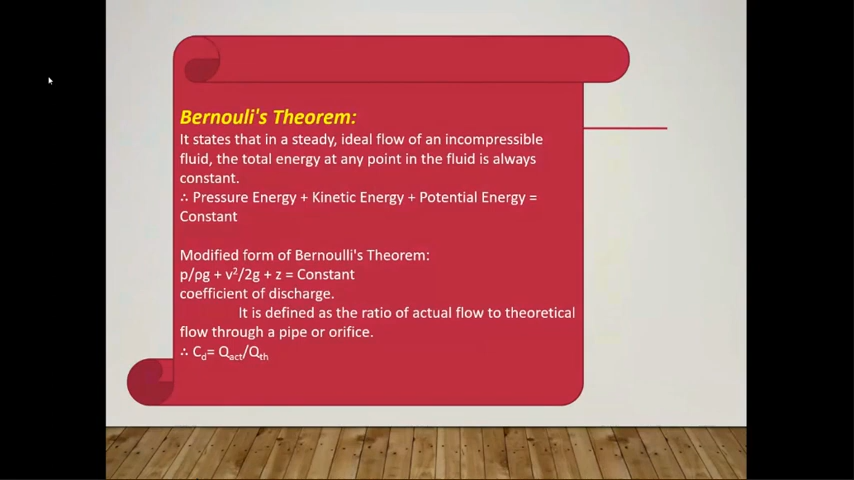 Bernouli's Theorem:
It states that in a steady, ideal flow of an incompressible
fluid, the total energy at any point in the fluid is always
constant.
∴ Pressure Energy + Kinetic Energy + Potential Energy =
Constant
Modified form of Bernoulli's Theorem:
p/ρg + v²/2g + z = Constant
coefficient of discharge.
It is defined as the ratio of actual flow to theoretical
flow through a pipe or orifice.
∴ C_d= Q_act/Q_th